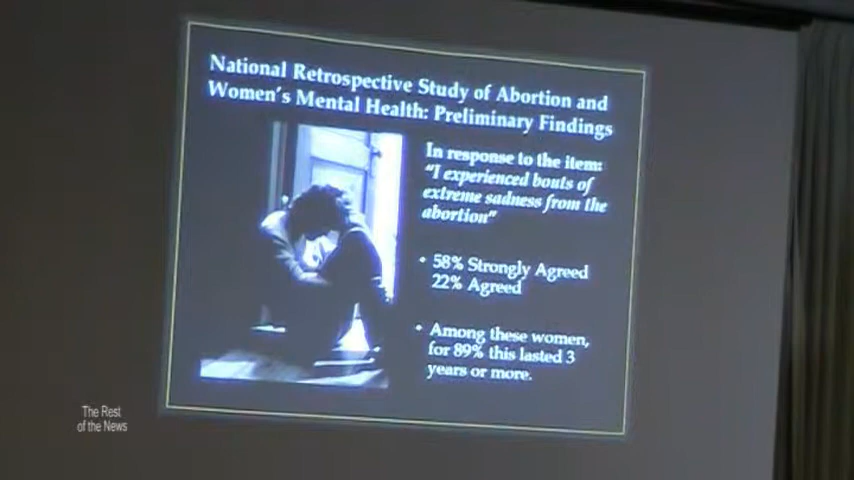 National Retrospective Study of Abortion and
Women's Mental Health: Preliminary Findings
In response to the item:
"I experienced bouts of
extreme sadness from the
abortion"
• 58% Strongly Agreed
22% Agreed
• Among these women,
for 89% this lasted 3
years or more.
The Rest
of the News